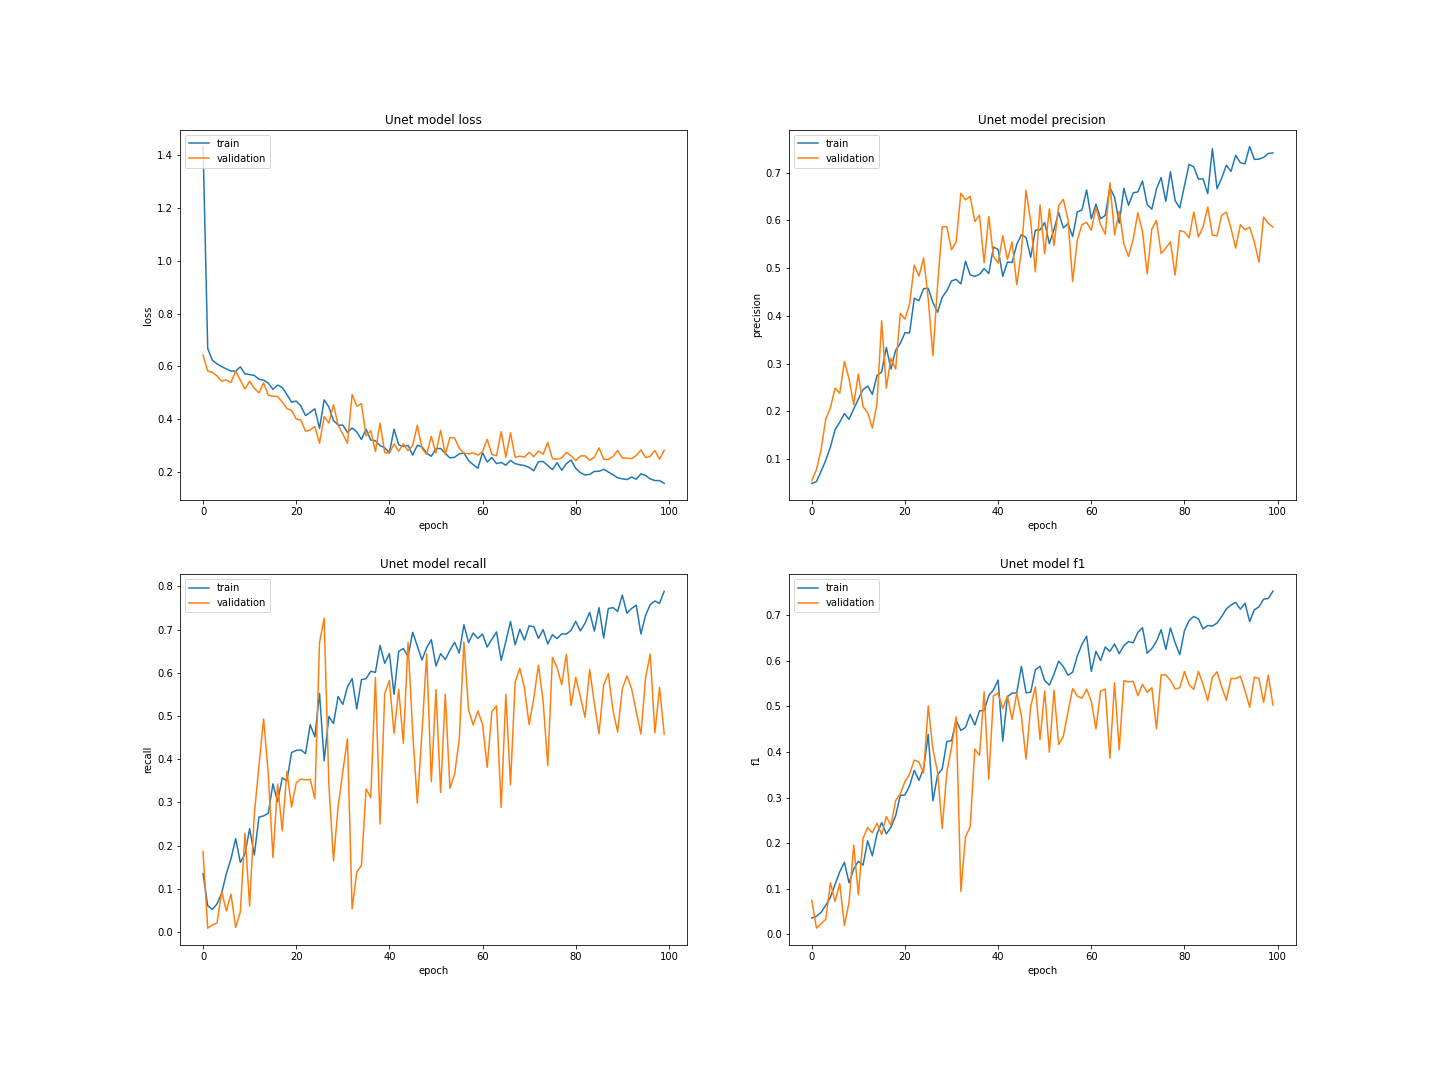 Unet model loss
train
validation
1.4
1.2
1.0
0.8
0.6
0.4
0.2
loss
0 20 40 60 80 100
epoch
Unet model precision
train
validation
0.7
0.6
0.5
0.4
0.3
0.2
0.1
precision
0 20 40 60 80 100
epoch
Unet model recall
train
validation
0.8
0.7
0.6
0.5
0.4
0.3
0.2
0.1
0.0
recall
0 20 40 60 80 100
epoch
Unet model f1
train
validation
0.7
0.6
0.5
0.4
0.3
0.2
0.1
0.0
f1
0 20 40 60 80 100
epoch